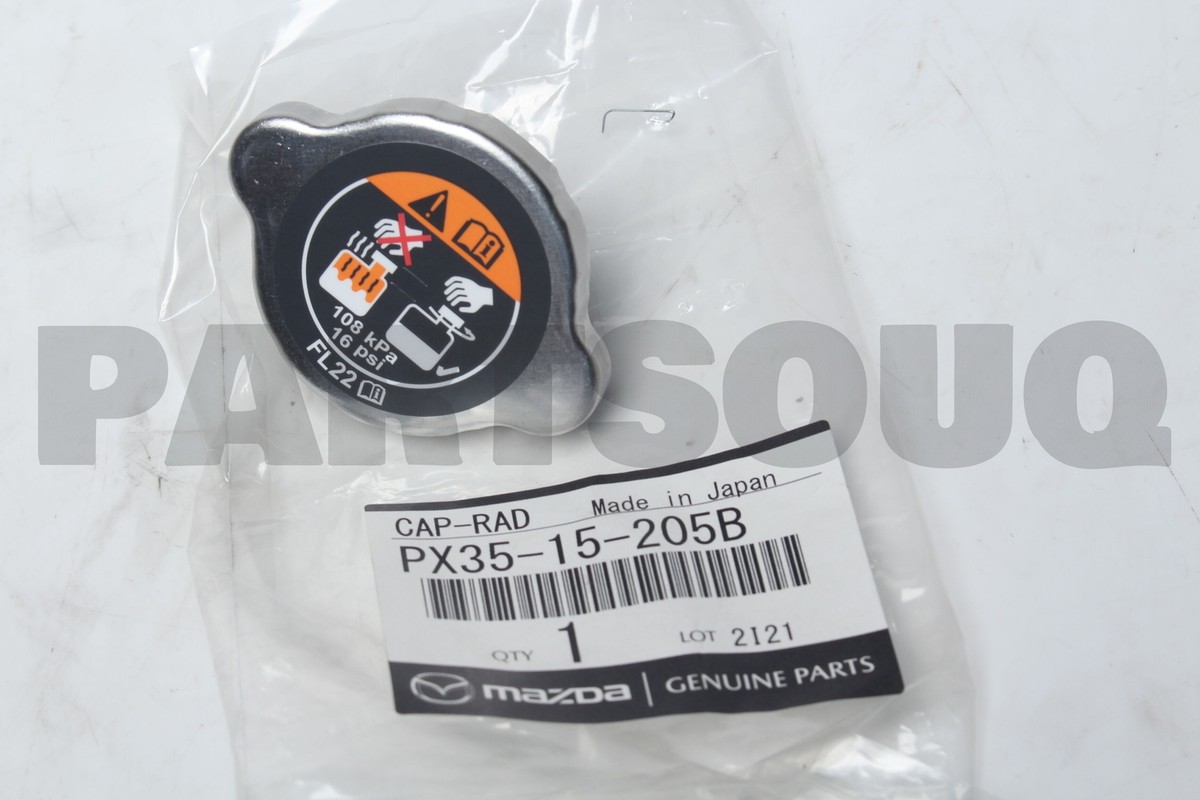 108 kPa
16 psi
FL22
PARTSOUQ
CAP-RAD Made in Japan
PX35-15-205B
QTY 1 LOT 2I21
mazda | GENUINE PARTS